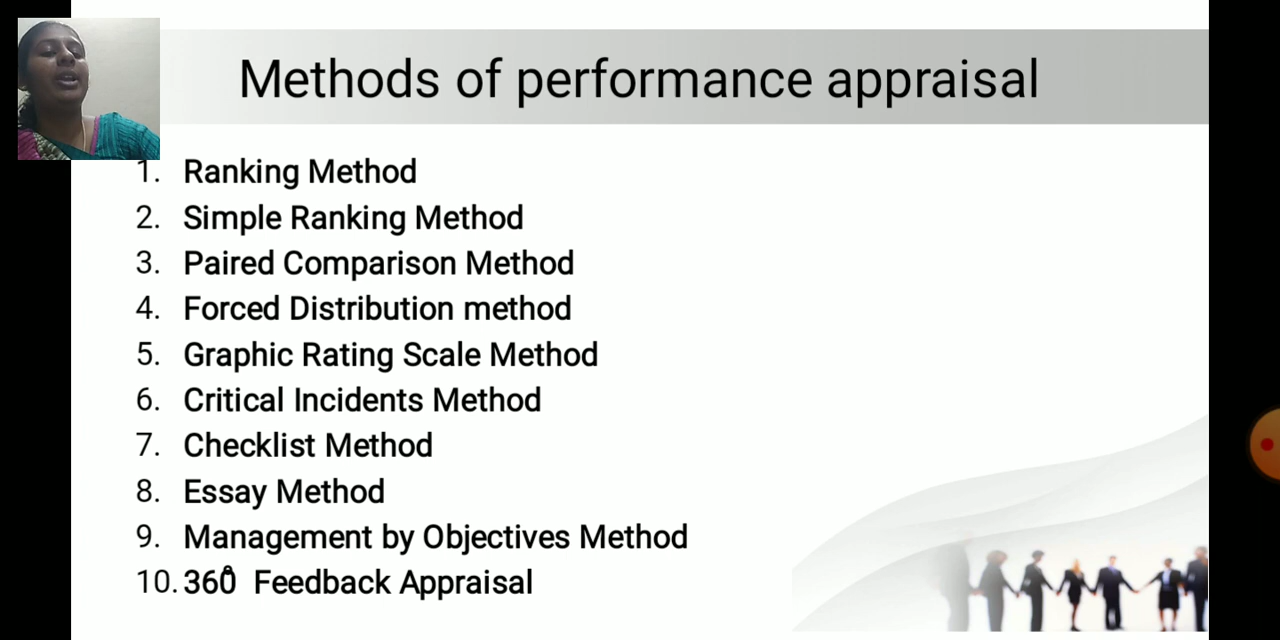 Methods of performance appraisal
1. Ranking Method
2. Simple Ranking Method
3. Paired Comparison Method
4. Forced Distribution method
5. Graphic Rating Scale Method
6. Critical Incidents Method
7. Checklist Method
8. Essay Method
9. Management by Objectives Method
10. 360° Feedback Appraisal